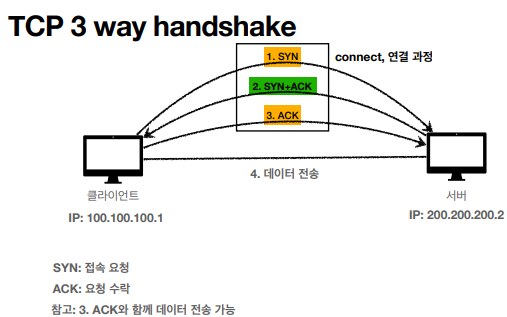 TCP 3 way handshake
1. SYN
connect, 연결 과정
2. SYN+ACK
3. ACK
4. 데이터 전송
클라이언트
서버
IP: 100.100.100.1
IP: 200.200.200.2
SYN: 접속 요청
ACK: 요청 수락
참고: 3. ACK와 함께 데이터 전송 가능